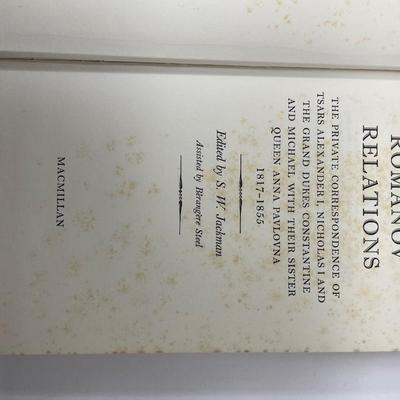 ROMANOV
RELATIONS
THE PRIVATE CORRESPONDENCE OF
TSARS ALEXANDER I, NICHOLAS I AND
THE GRAND DUKES CONSTANTINE
AND MICHAEL WITH THEIR SISTER
QUEEN ANNA PAVLOVNA
1817–1855
Edited by S. W. Jackman
Assisted by Bérangère Steel
MACMILLAN